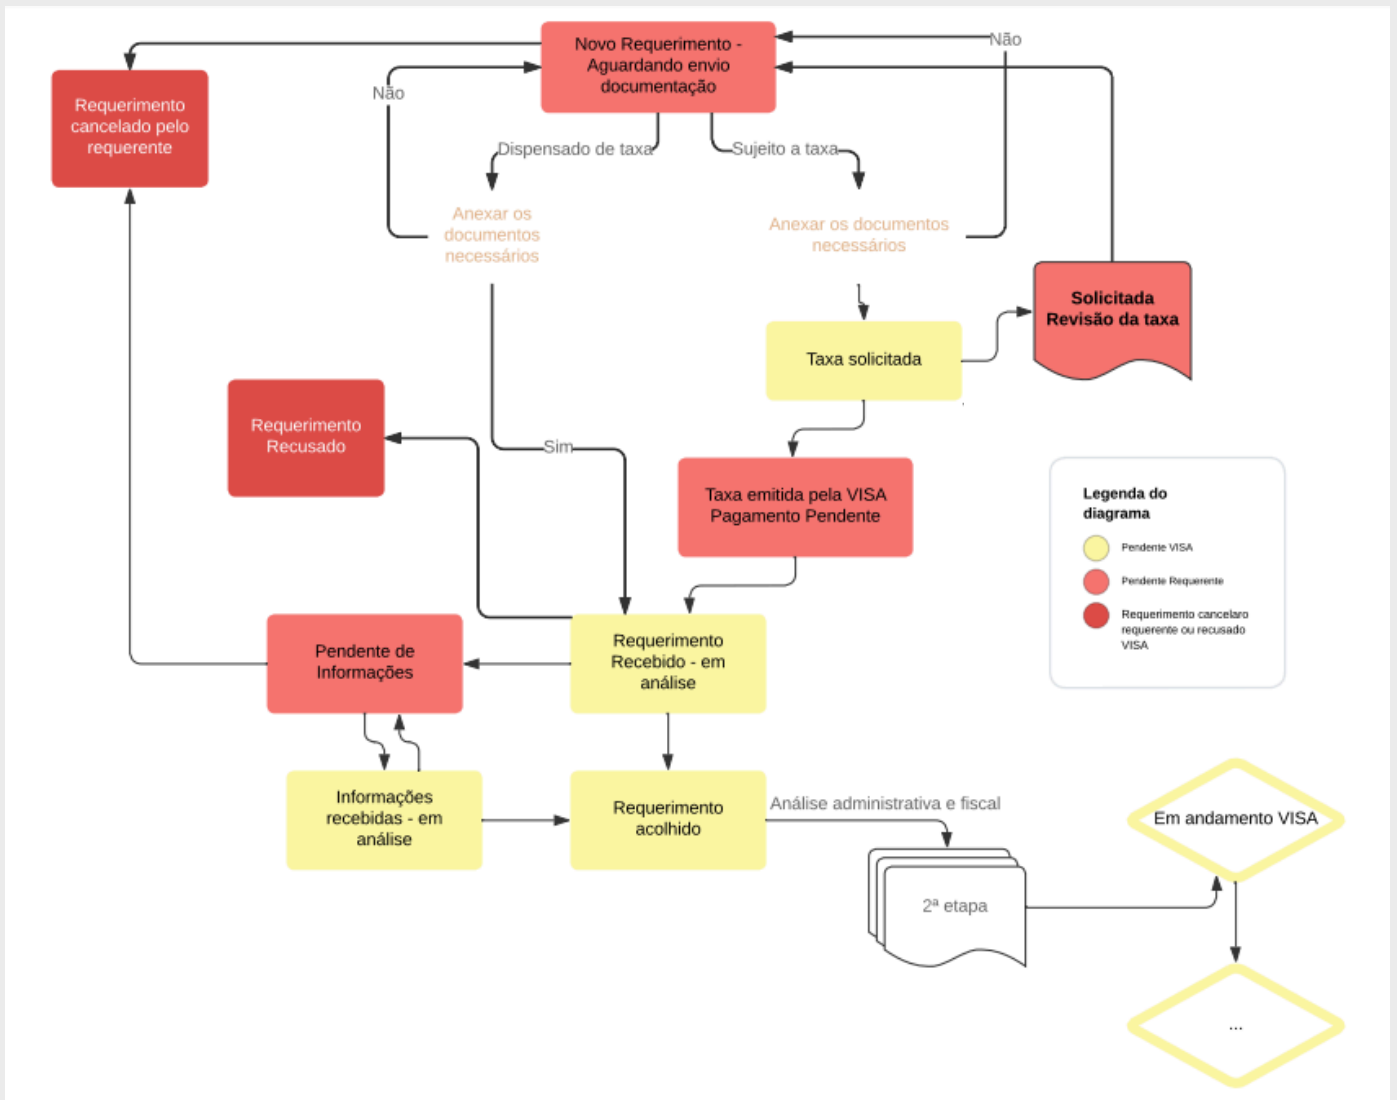 Novo Requerimento -
Aguardando envio
documentação
Não
Requerimento
cancelado pelo
requerente
Não
Dispensado de taxa
Sujeito a taxa
Anexar os
documentos
necessários
Anexar os documentos
necessários
Solicitada
Revisão da taxa
Taxa solicitada
Requerimento
Recusado
Sim
Taxa emitida pela VISA
Pagamento Pendente
Legenda do
diagrama
Pendente VISA
Pendente Requerente
Requerimento cancelaro
requerente ou recusado
VISA
Pendente de
Informações
Requerimento
Recebido - em
análise
Informações
recebidas - em
análise
Requerimento
acolhido
Análise administrativa e fiscal
2ª etapa
Em andamento VISA
...